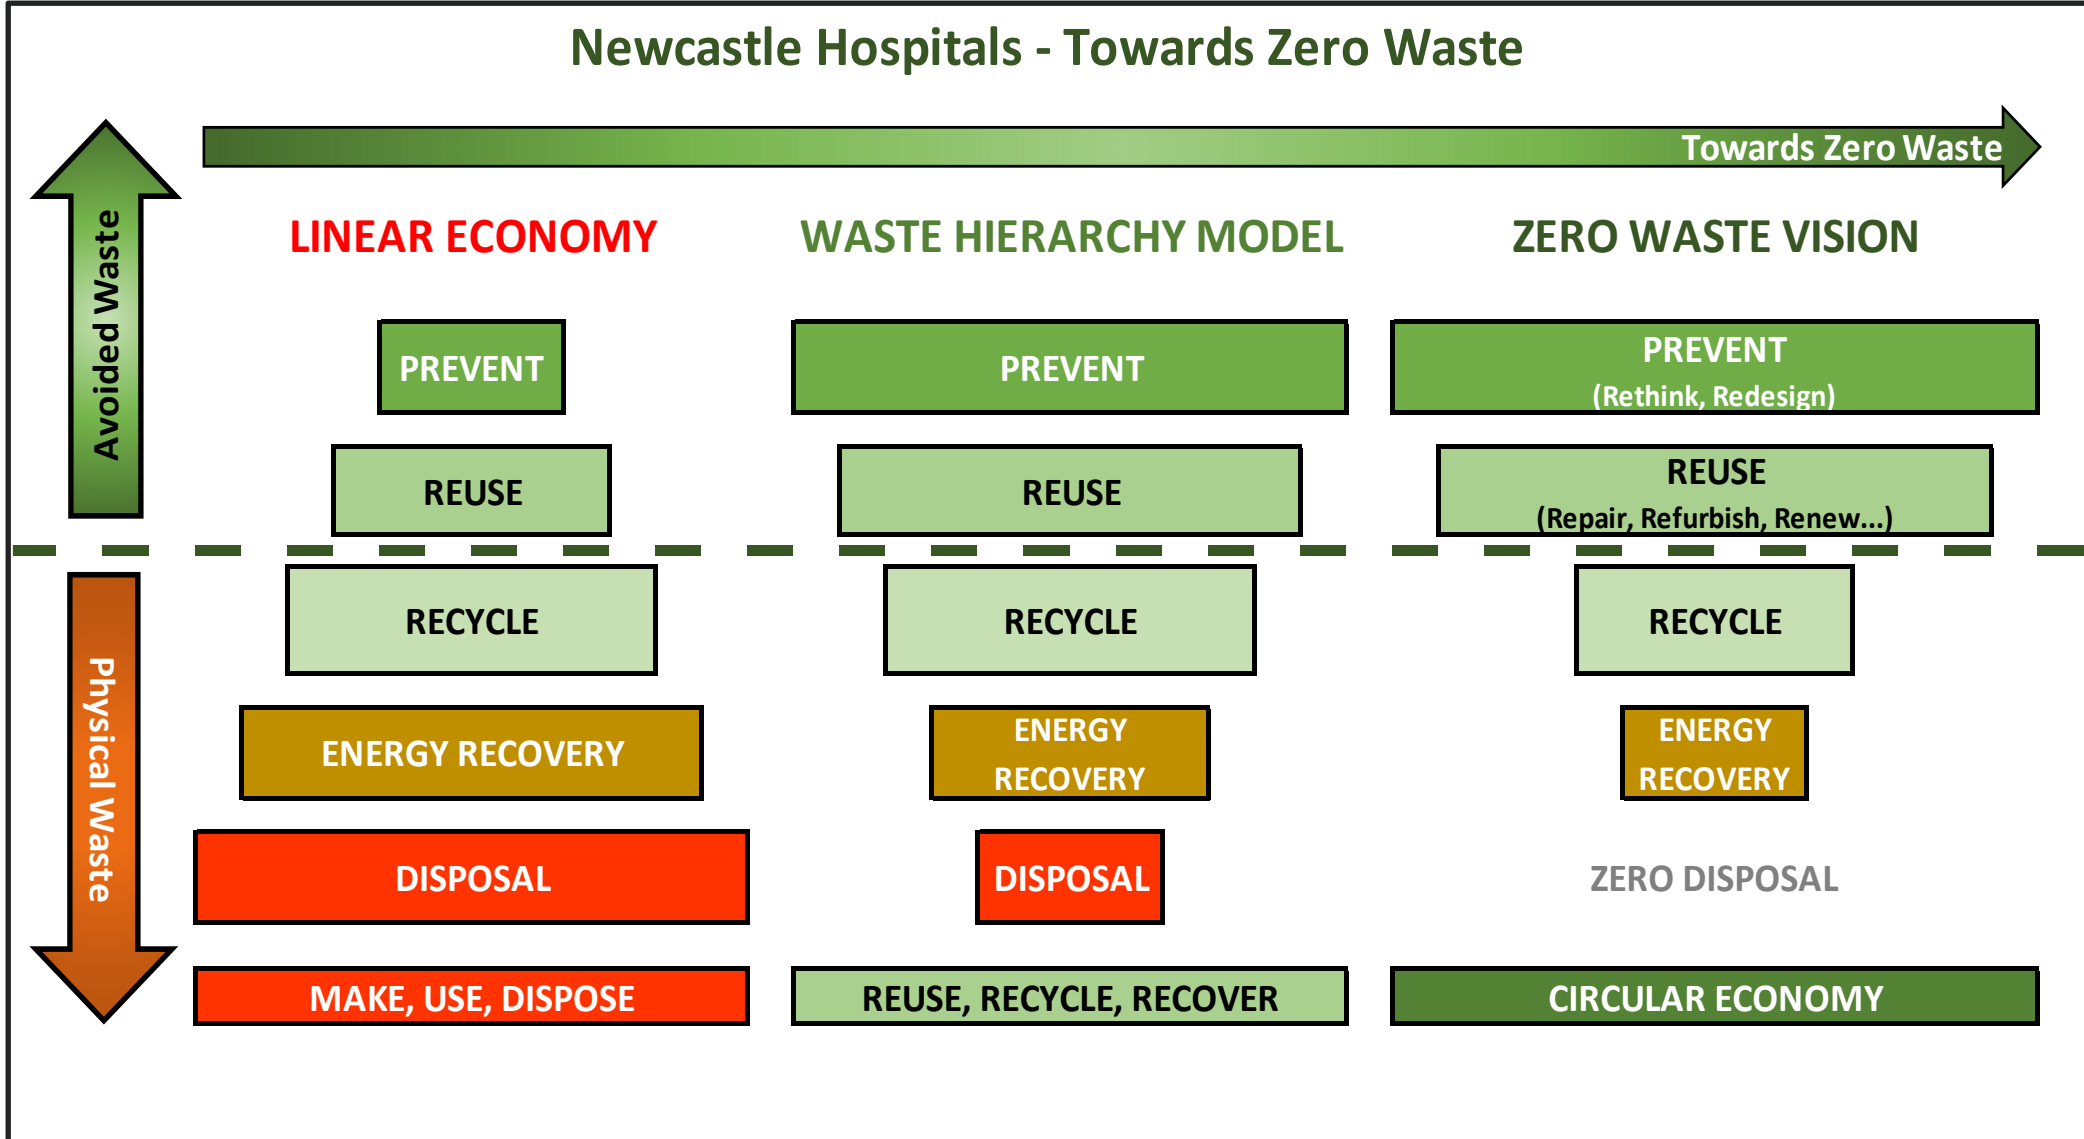 Newcastle Hospitals - Towards Zero Waste
Towards Zero Waste
Avoided Waste
Physical Waste
LINEAR ECONOMY
PREVENT
REUSE
RECYCLE
ENERGY RECOVERY
DISPOSAL
MAKE, USE, DISPOSE
WASTE HIERARCHY MODEL
PREVENT
REUSE
RECYCLE
ENERGY
RECOVERY
DISPOSAL
REUSE, RECYCLE, RECOVER
ZERO WASTE VISION
PREVENT
(Rethink, Redesign)
REUSE
(Repair, Refurbish, Renew...)
RECYCLE
ENERGY
RECOVERY
ZERO DISPOSAL
CIRCULAR ECONOMY